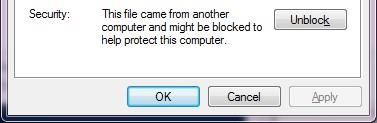 Security: This file came from another
computer and might be blocked to
help protect this computer.
Unblock
OK Cancel Apply